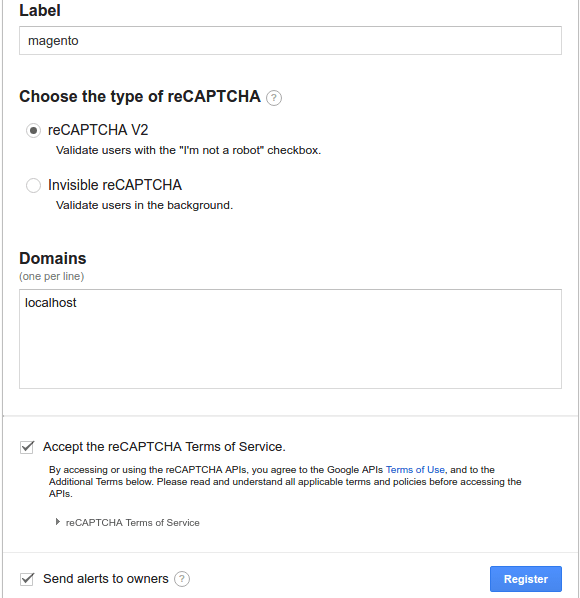 Label
magento
Choose the type of reCAPTCHA ?
reCAPTCHA V2
Validate users with the "I'm not a robot" checkbox.
Invisible reCAPTCHA
Validate users in the background.
Domains
(one per line)
localhost
Accept the reCAPTCHA Terms of Service.
By accessing or using the reCAPTCHA APIs, you agree to the Google APIs Terms of Use, and to the
Additional Terms below. Please read and understand all applicable terms and policies before accessing the
APIs.
reCAPTCHA Terms of Service
Send alerts to owners ?
Register